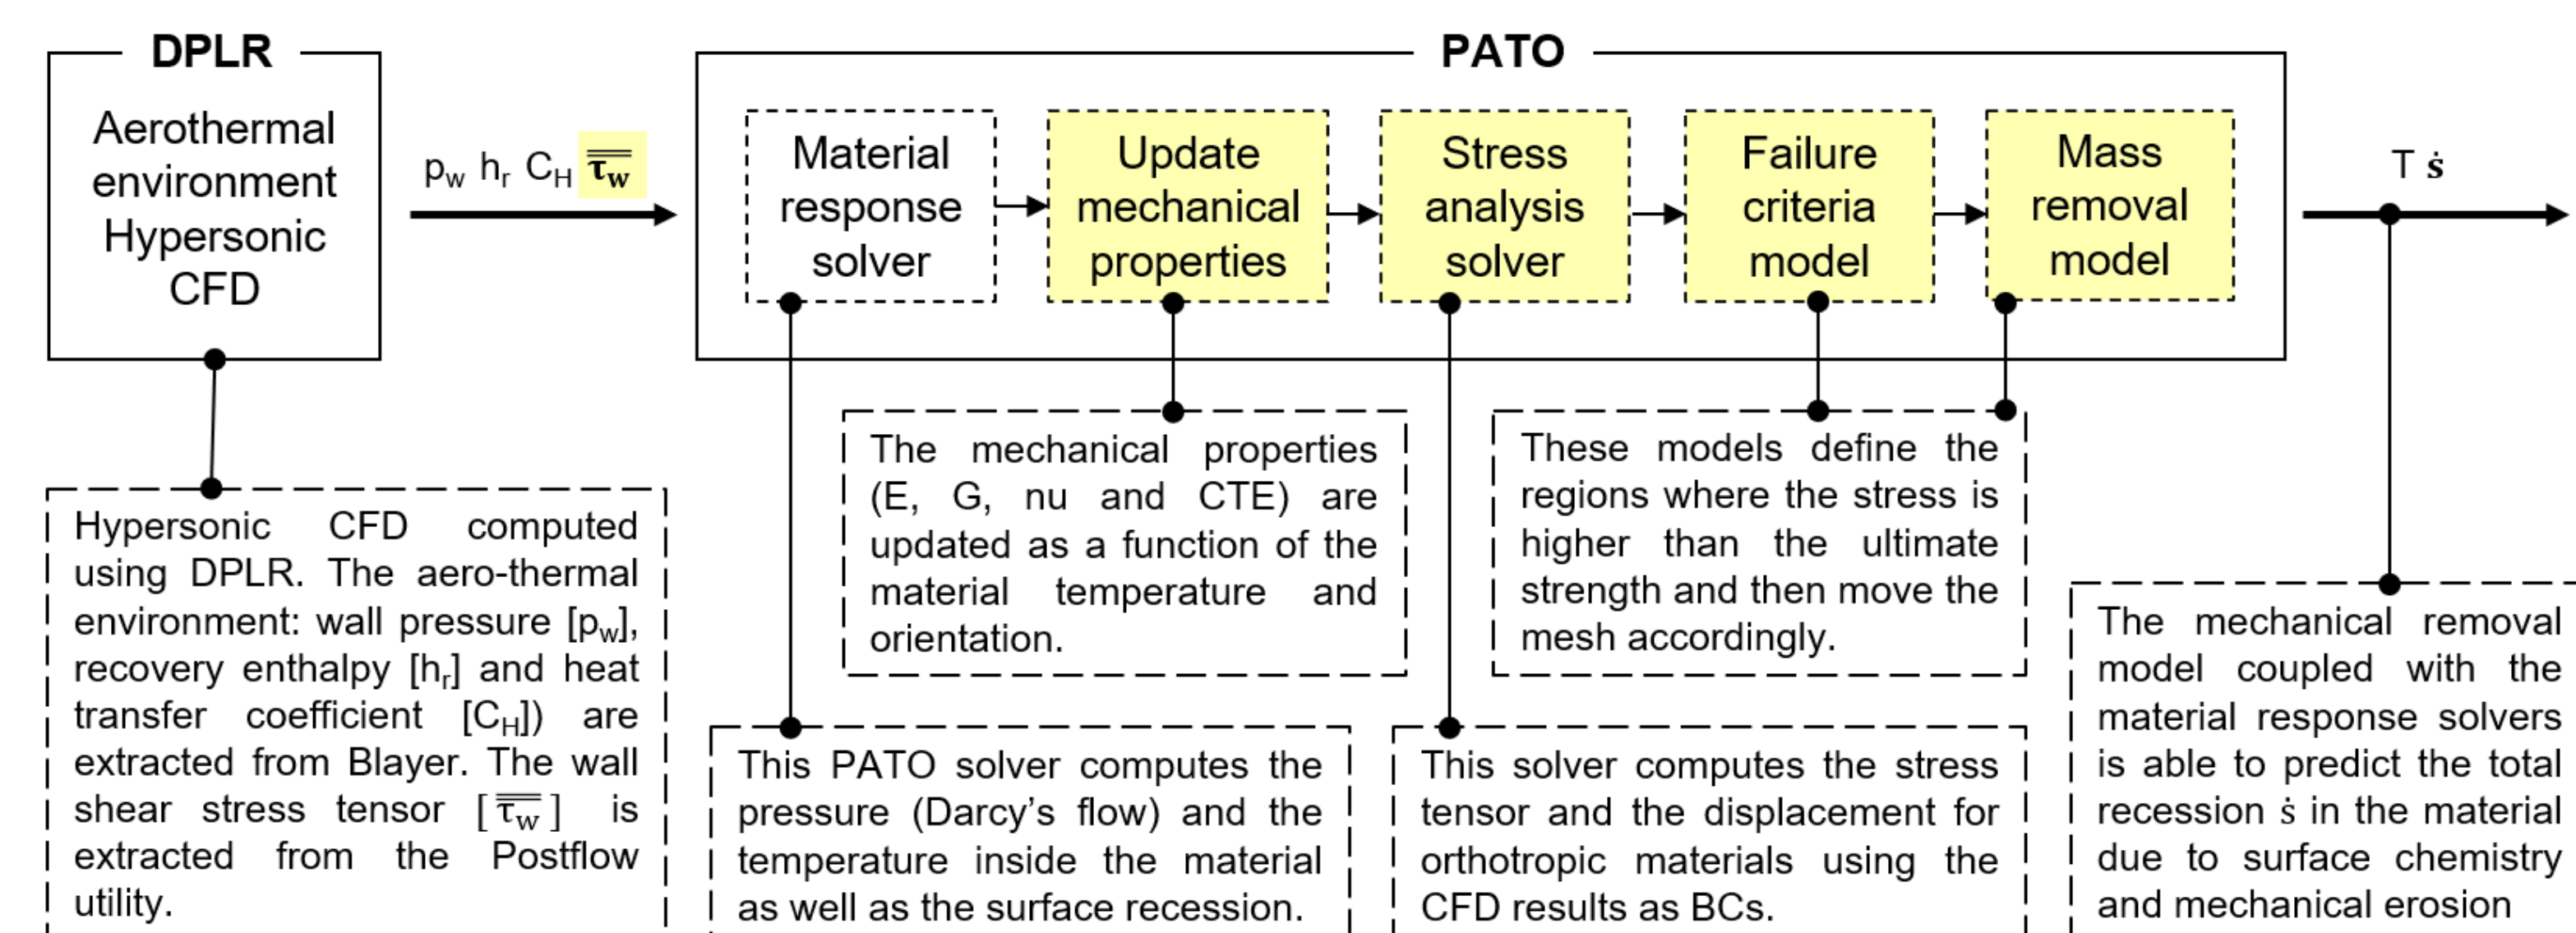 DPLR
Aerothermal
environment
Hypersonic
CFD
p_w h_r C_H τ_w
PATO
Material
response
solver
Update
mechanical
properties
Stress
analysis
solver
Failure
criteria
model
Mass
removal
model
T ṡ
Hypersonic CFD computed
using DPLR. The aero-thermal
environment: wall pressure [p_w],
recovery enthalpy [h_r] and heat
transfer coefficient [C_H]) are
extracted from Blayer. The wall
shear stress tensor [τ_w] is
extracted from the Postflow
utility.
The mechanical properties
(E, G, nu and CTE) are
updated as a function of the
material temperature and
orientation.
This PATO solver computes the
pressure (Darcy's flow) and the
temperature inside the material
as well as the surface recession.
These models define the
regions where the stress is
higher than the ultimate
strength and then move the
mesh accordingly.
This solver computes the stress
tensor and the displacement for
orthotropic materials using the
CFD results as BCs.
The mechanical removal
model coupled with the
material response solvers
is able to predict the total
recession ṡ in the material
due to surface chemistry
and mechanical erosion